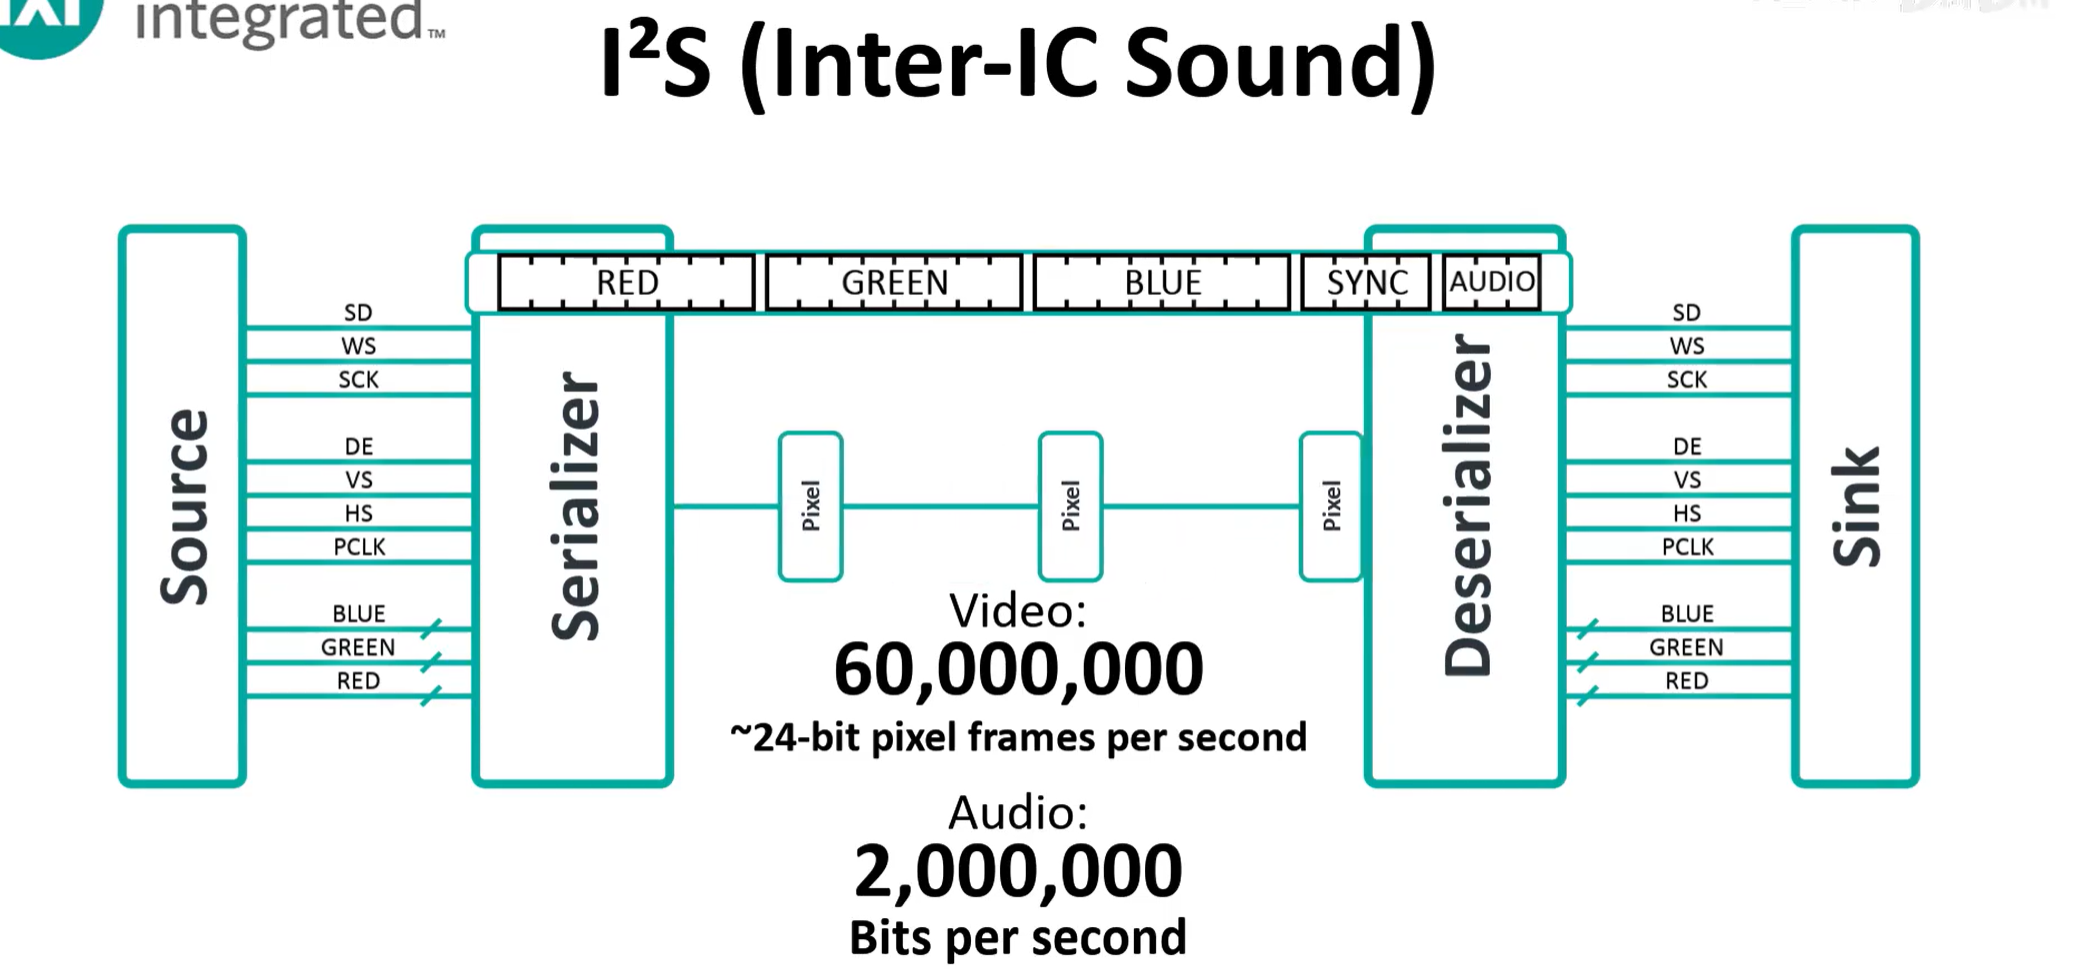 integrated™
I²S (Inter-IC Sound)
RED GREEN BLUE SYNC AUDIO
Source
SD
WS
SCK
DE
VS
HS
PCLK
BLUE
GREEN
RED
Serializer
Pixel
Pixel
Pixel
Deserializer
SD
WS
SCK
DE
VS
HS
PCLK
BLUE
GREEN
RED
Sink
Video:
60,000,000
~24-bit pixel frames per second
Audio:
2,000,000
Bits per second